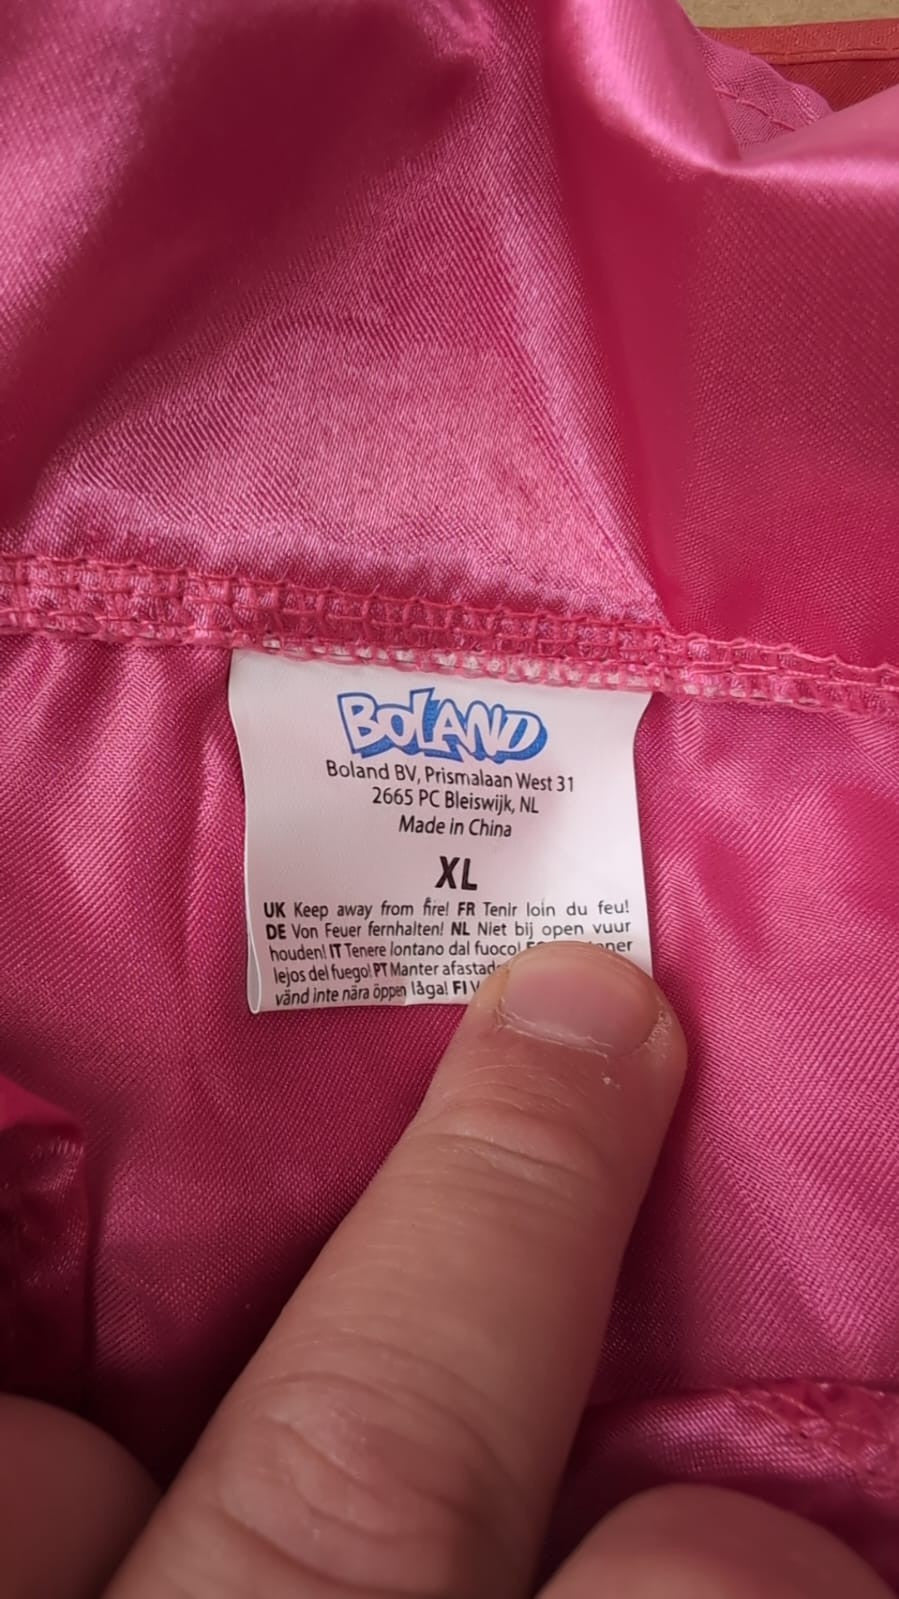 BOLAND
Boland BV, Prismalaan West 31
2665 PC Bleiswijk, NL
Made in China
XL
UK Keep away from fire! FR Tenir loin du feu!
DE Von Feuer fernhalten! NL Niet bij open vuur
houden! IT Tenere lontano dal fuoco!
lejos del fuego! PT Manter
vänd inte nära öppen låga! FI